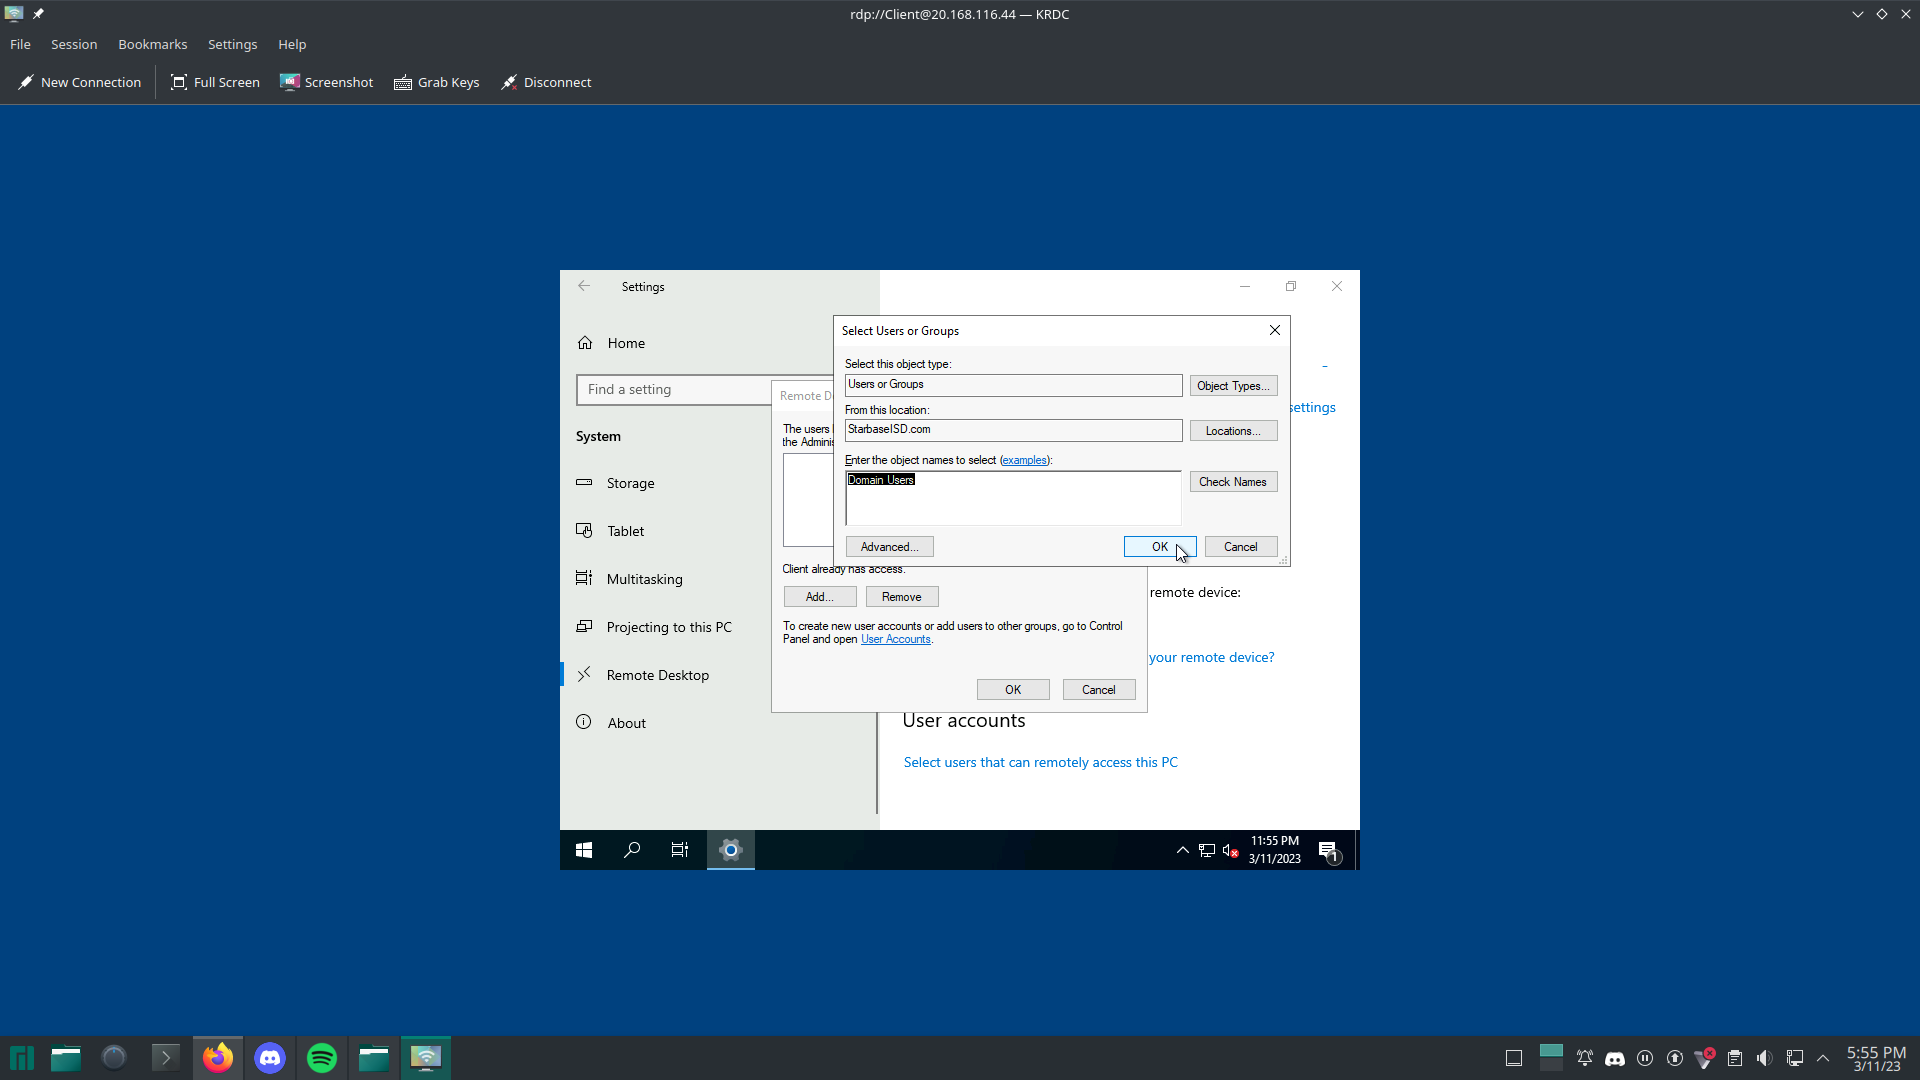 rdp://Client@20.168.116.44 — KRDC
File Session Bookmarks Settings Help
New Connection Full Screen Screenshot Grab Keys Disconnect
Settings
Home
Find a setting
System
Storage
Tablet
Multitasking
Projecting to this PC
Remote Desktop
About
Select Users or Groups
Select this object type:
Users or Groups
Object Types...
From this location:
StarbaseISD.com
Locations...
Enter the object names to select (examples):
Domain Users
Check Names
Advanced...
OK
Cancel
Remote D
The users
the Adminis
Client already has access.
Add...
Remove
To create new user accounts or add users to other groups, go to Control
Panel and open User Accounts.
OK
Cancel
settings
remote device:
your remote device?
User accounts
Select users that can remotely access this PC
11:55 PM
3/11/2023
1
5:55 PM
3/11/23